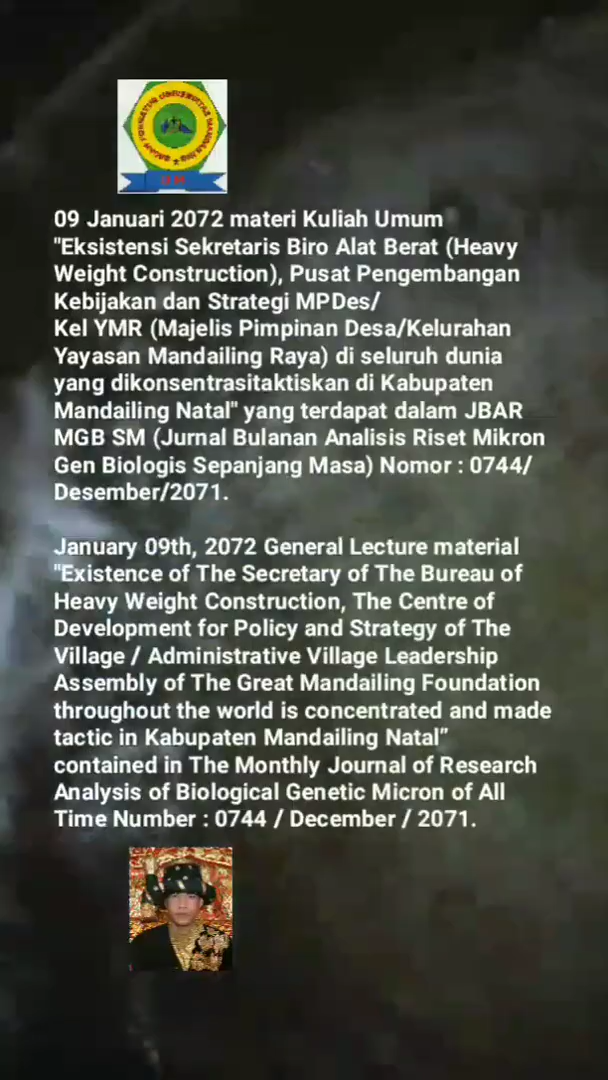 09 Januari 2072 materi Kuliah Umum
"Eksistensi Sekretaris Biro Alat Berat (Heavy
Weight Construction), Pusat Pengembangan
Kebijakan dan Strategi MPDes/
Kel YMR (Majelis Pimpinan Desa/Kelurahan
Yayasan Mandailing Raya) di seluruh dunia
yang dikonsentrasitaktiskan di Kabupaten
Mandailing Natal" yang terdapat dalam JBAR
MGB SM (Jurnal Bulanan Analisis Riset Mikron
Gen Biologis Sepanjang Masa) Nomor : 0744/
Desember/2071.
January 09th, 2072 General Lecture material
"Existence of The Secretary of The Bureau of
Heavy Weight Construction, The Centre of
Development for Policy and Strategy of The
Village / Administrative Village Leadership
Assembly of The Great Mandailing Foundation
throughout the world is concentrated and made
tactic in Kabupaten Mandailing Natal”
contained in The Monthly Journal of Research
Analysis of Biological Genetic Micron of All
Time Number : 0744 / December / 2071.